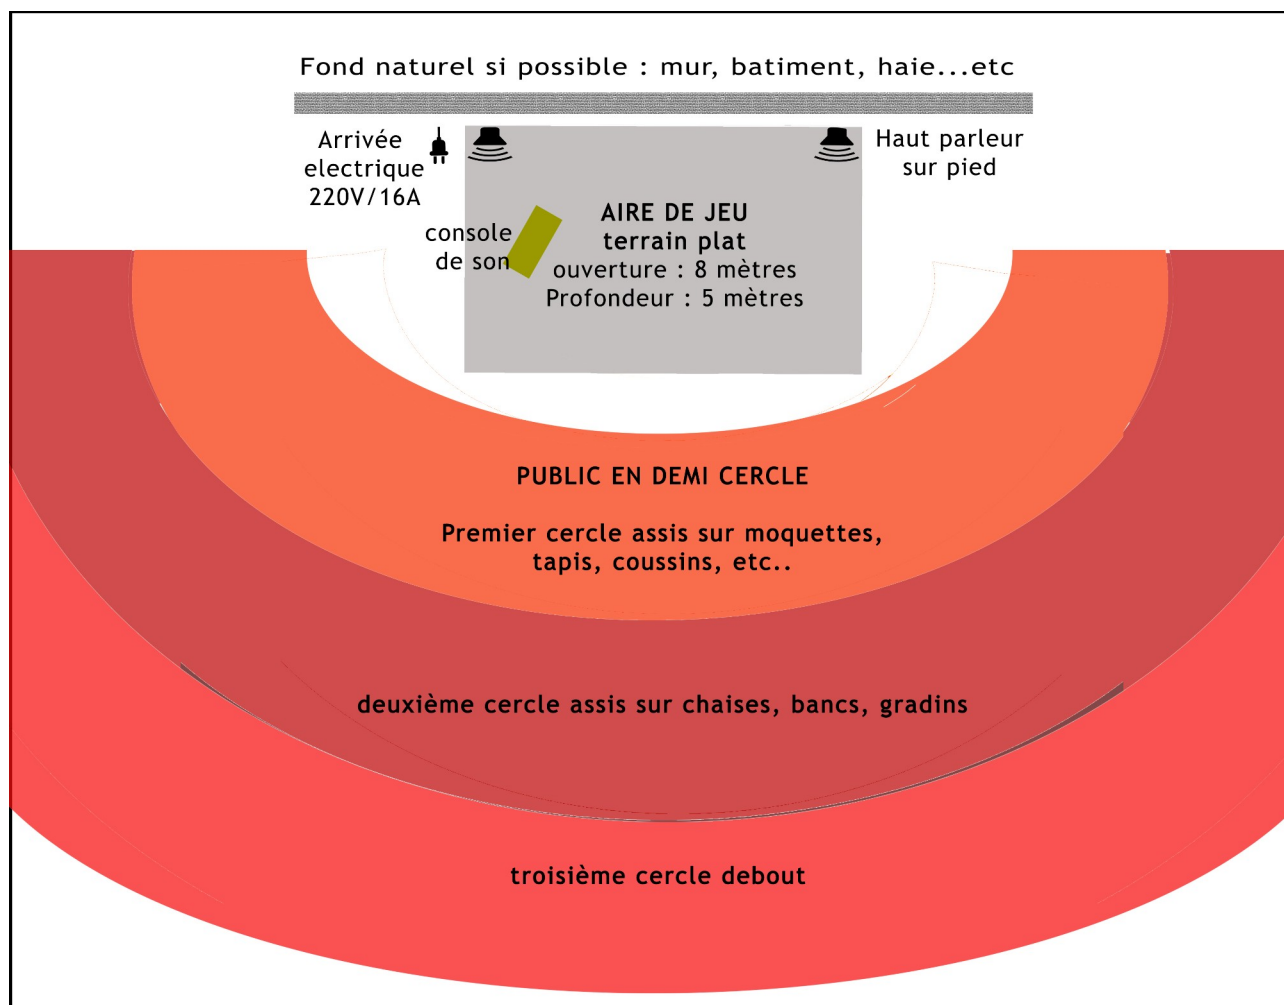 Fond naturel si possible : mur, batiment, haie...etc
Arrivée
electrique
220V/16A
Haut parleur
sur pied
console
de son
AIRE DE JEU
terrain plat
ouverture : 8 mètres
Profondeur : 5 mètres
PUBLIC EN DEMI CERCLE
Premier cercle assis sur moquettes,
tapis, coussins, etc..
deuxième cercle assis sur chaises, bancs, gradins
troisième cercle debout